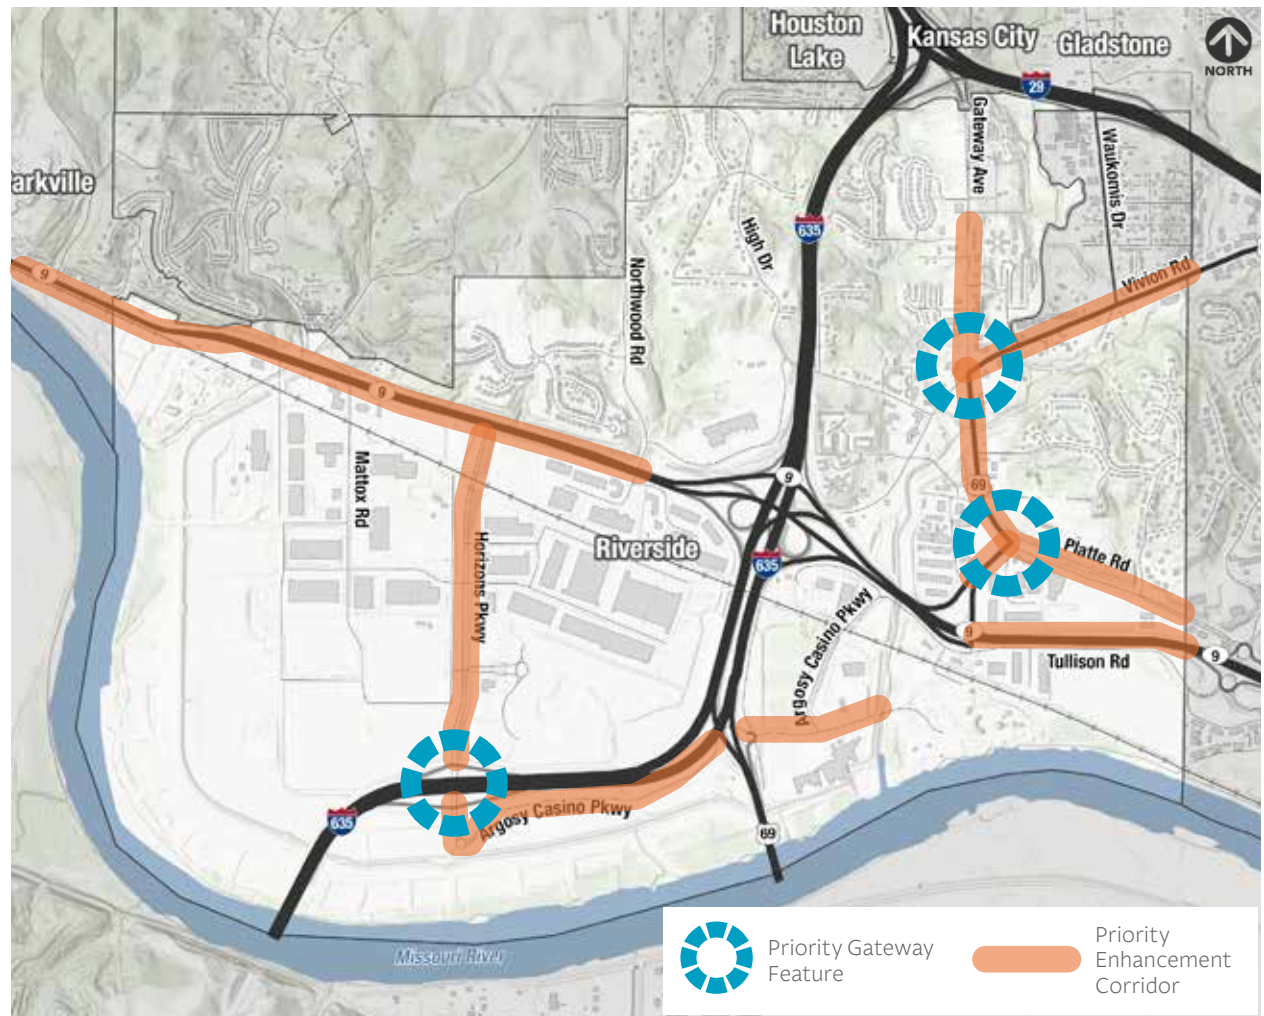 Houston
Lake
Kansas City
Gladstone
NORTH
29
Gateway Ave
Waukomis Dr
arkville
635
High Dr
Northwood Rd
Vivion Rd
9
9
Mattox Rd
9
69
Horizons Pkwy
Riverside
635
Platte Rd
Argosy Casino Pkwy
9
Tullison Rd
9
635
Argosy Casino Pkwy
69
Missouri River
Priority Gateway
Feature
Priority
Enhancement
Corridor